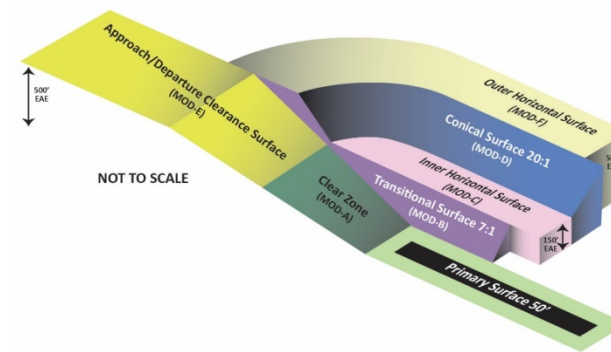 Approach/Departure Clearance Surface
(MOD-E)
500'
EAE
Outer Horizontal Surface
(MOD-F)
Conical Surface 20:1
(MOD-D)
Inner Horizontal Surface
(MOD-C)
NOT TO SCALE
Clear Zone
(MOD-A)
Transitional Surface 7:1
(MOD-B)
150'
EAE
Primary Surface 50'